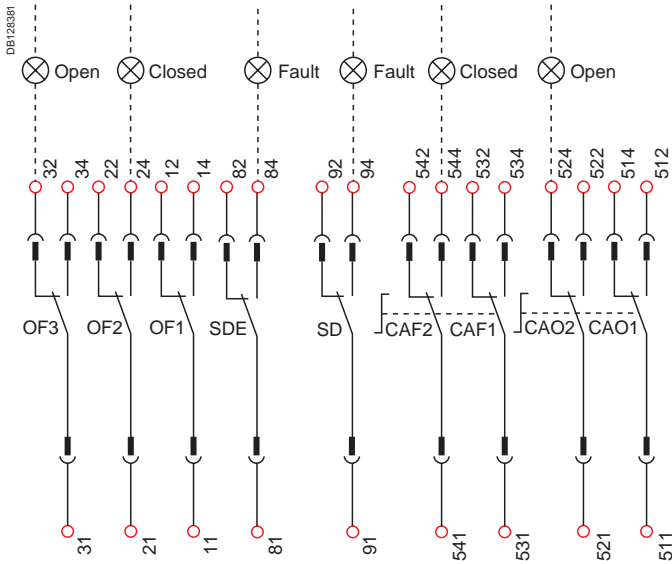 DB128381
Open Closed Fault Fault Closed Open
32 34 22 24 12 14 82 84 92 94 542 544 532 534 524 522 514 512
OF3 OF2 OF1 SDE SD CAF2 CAF1 CAO2 CAO1
31 21 11 81 91 541 531 521 511